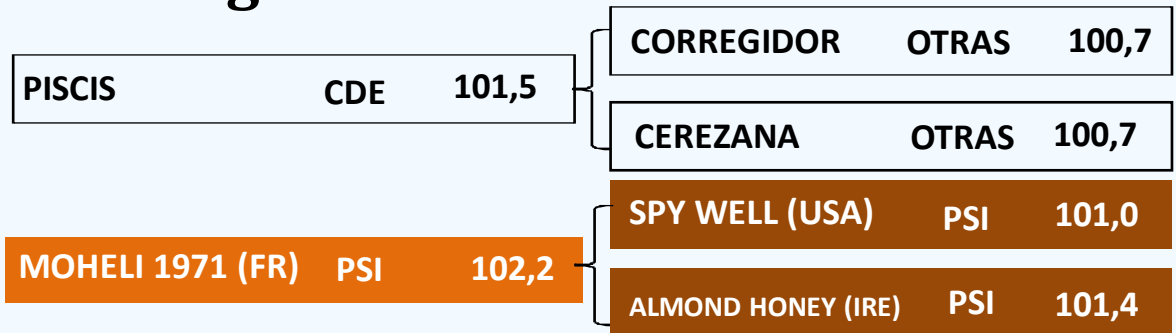 CORREGIDOR OTRAS 100,7
PISCIS CDE 101,5
CEREZANA OTRAS 100,7
SPY WELL (USA) PSI 101,0
MOHELI 1971 (FR) PSI 102,2
ALMOND HONEY (IRE) PSI 101,4